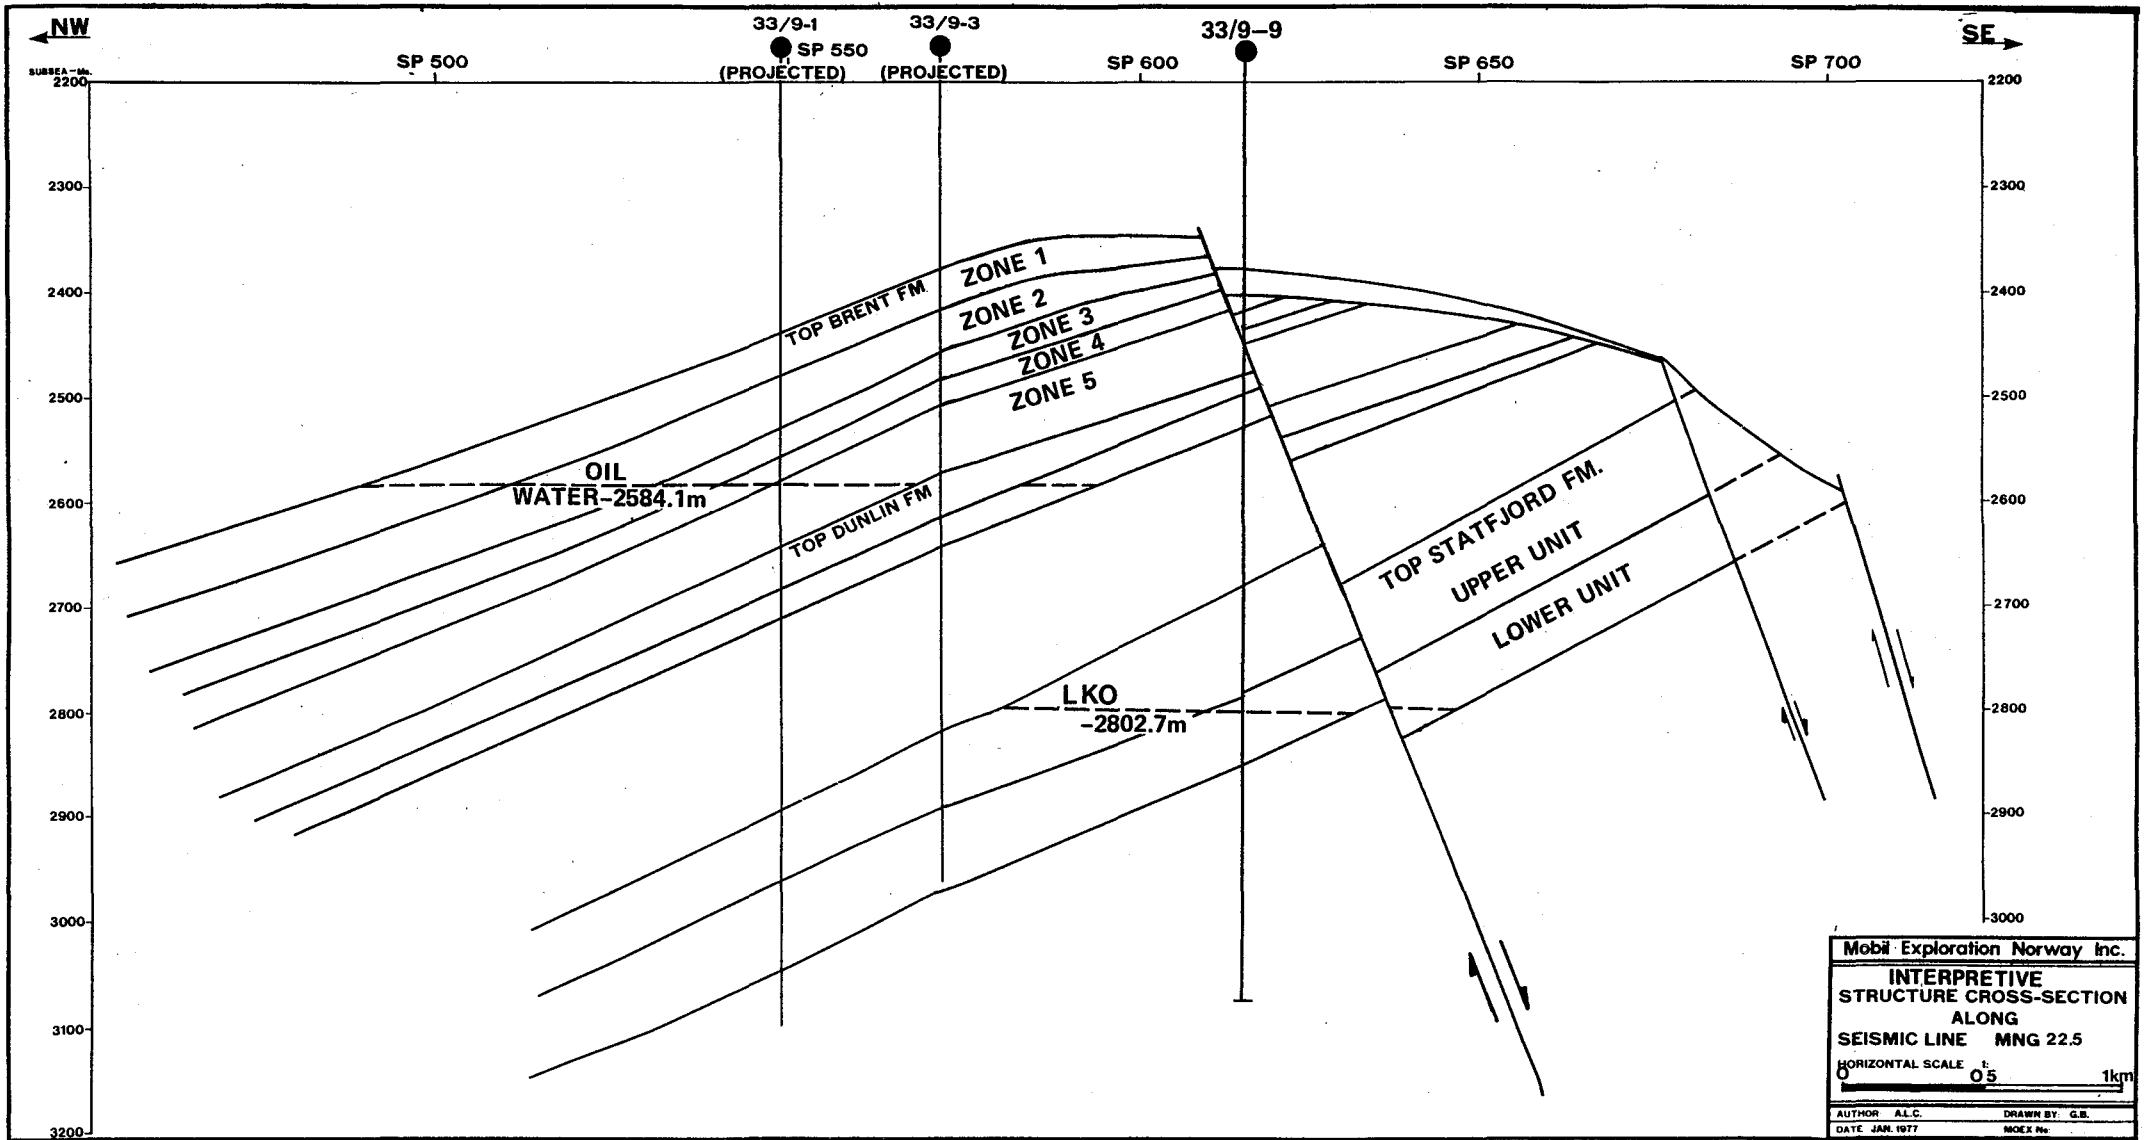 NW
33/9-1
33/9-3
33/9-9
SE
SP 500
SP 550
SP 600
SP 650
SP 700
(PROJECTED)
(PROJECTED)
SUBSEA-Ms.
2200
2200
2300
2300
2400
2400
2500
2500
2600
2600
2700
2700
2800
2800
2900
2900
3000
3000
3100
3200
TOP BRENT FM.
ZONE 1
ZONE 2
ZONE 3
ZONE 4
ZONE 5
OIL
WATER-2584.1m
TOP DUNLIN FM
TOP STATFJORD FM.
UPPER UNIT
LOWER UNIT
LKO
-2802.7m
Mobil Exploration Norway Inc.
INTERPRETIVE
STRUCTURE CROSS-SECTION
ALONG
SEISMIC LINE MNG 22.5
HORIZONTAL SCALE 1:
0 05 1km
AUTHOR A.L.C. DRAWN BY: G.B.
DATE JAN. 1977 MOEX No: